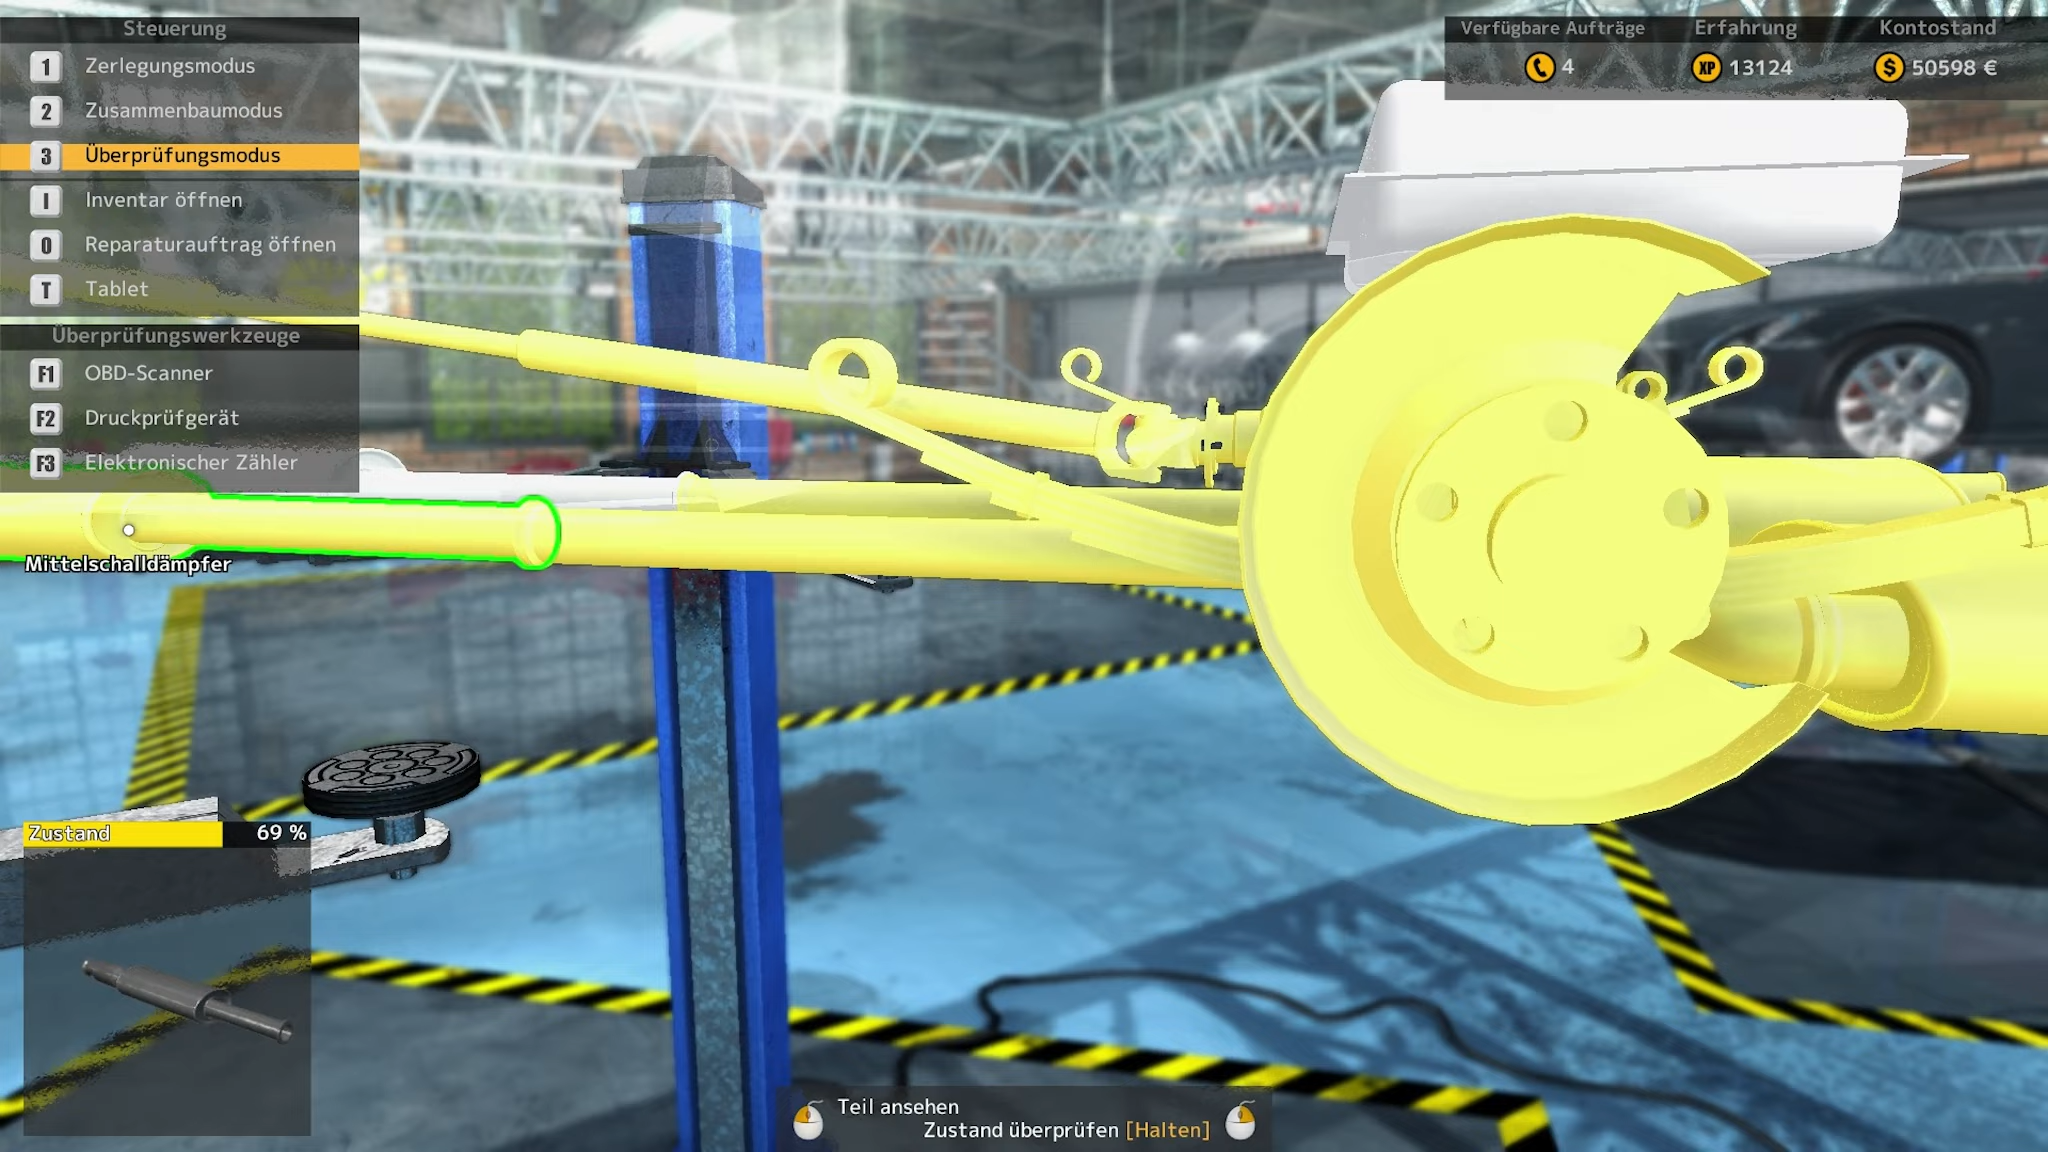 Steuerung
1 Zerlegungsmodus
2 Zusammenbaumodus
3 Überprüfungsmodus
I Inventar öffnen
O Reparaturauftrag öffnen
T Tablet
Überprüfungswerkzeuge
F1 OBD-Scanner
F2 Druckprüfgerät
F3 Elektronischer Zähler
Verfügbare Aufträge Erfahrung Kontostand
4 XP 13124 $ 50598 €
Mittelschalldämpfer
Zustand 69 %
Teil ansehen
Zustand überprüfen [Halten]